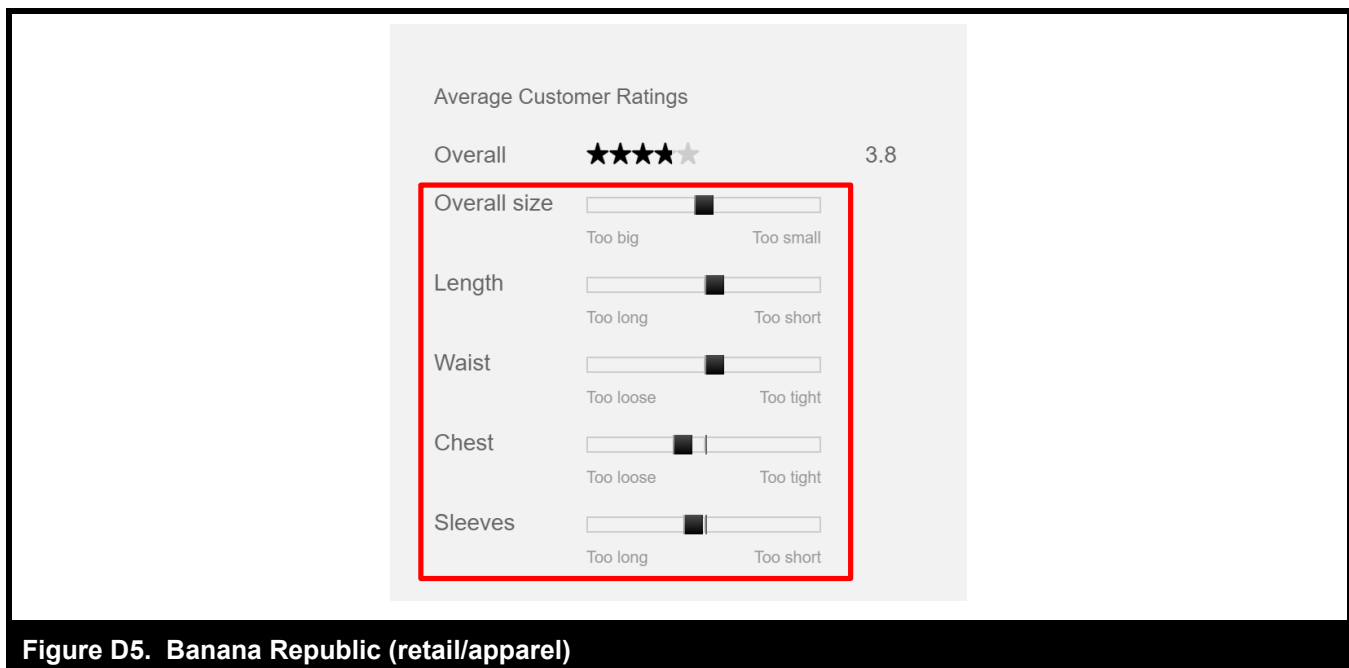 Average Customer Ratings
Overall 3.8
Overall size
Too big Too small
Length
Too long Too short
Waist
Too loose Too tight
Chest
Too loose Too tight
Sleeves
Too long Too short
Figure D5. Banana Republic (retail/apparel)